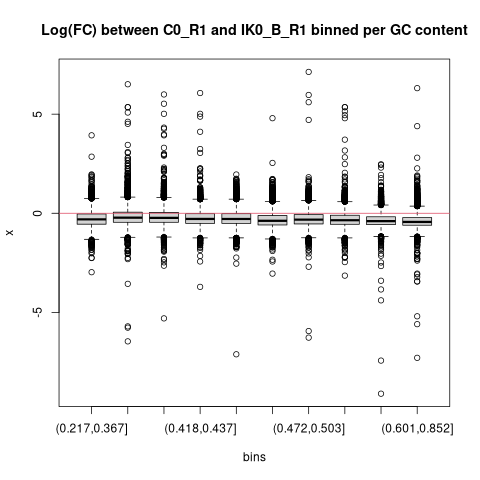 Log(FC) between C0_R1 and IK0_B_R1 binned per GC content
5
0
-5
x
(0.217,0.367]
(0.418,0.437]
(0.472,0.503]
(0.601,0.852]
bins